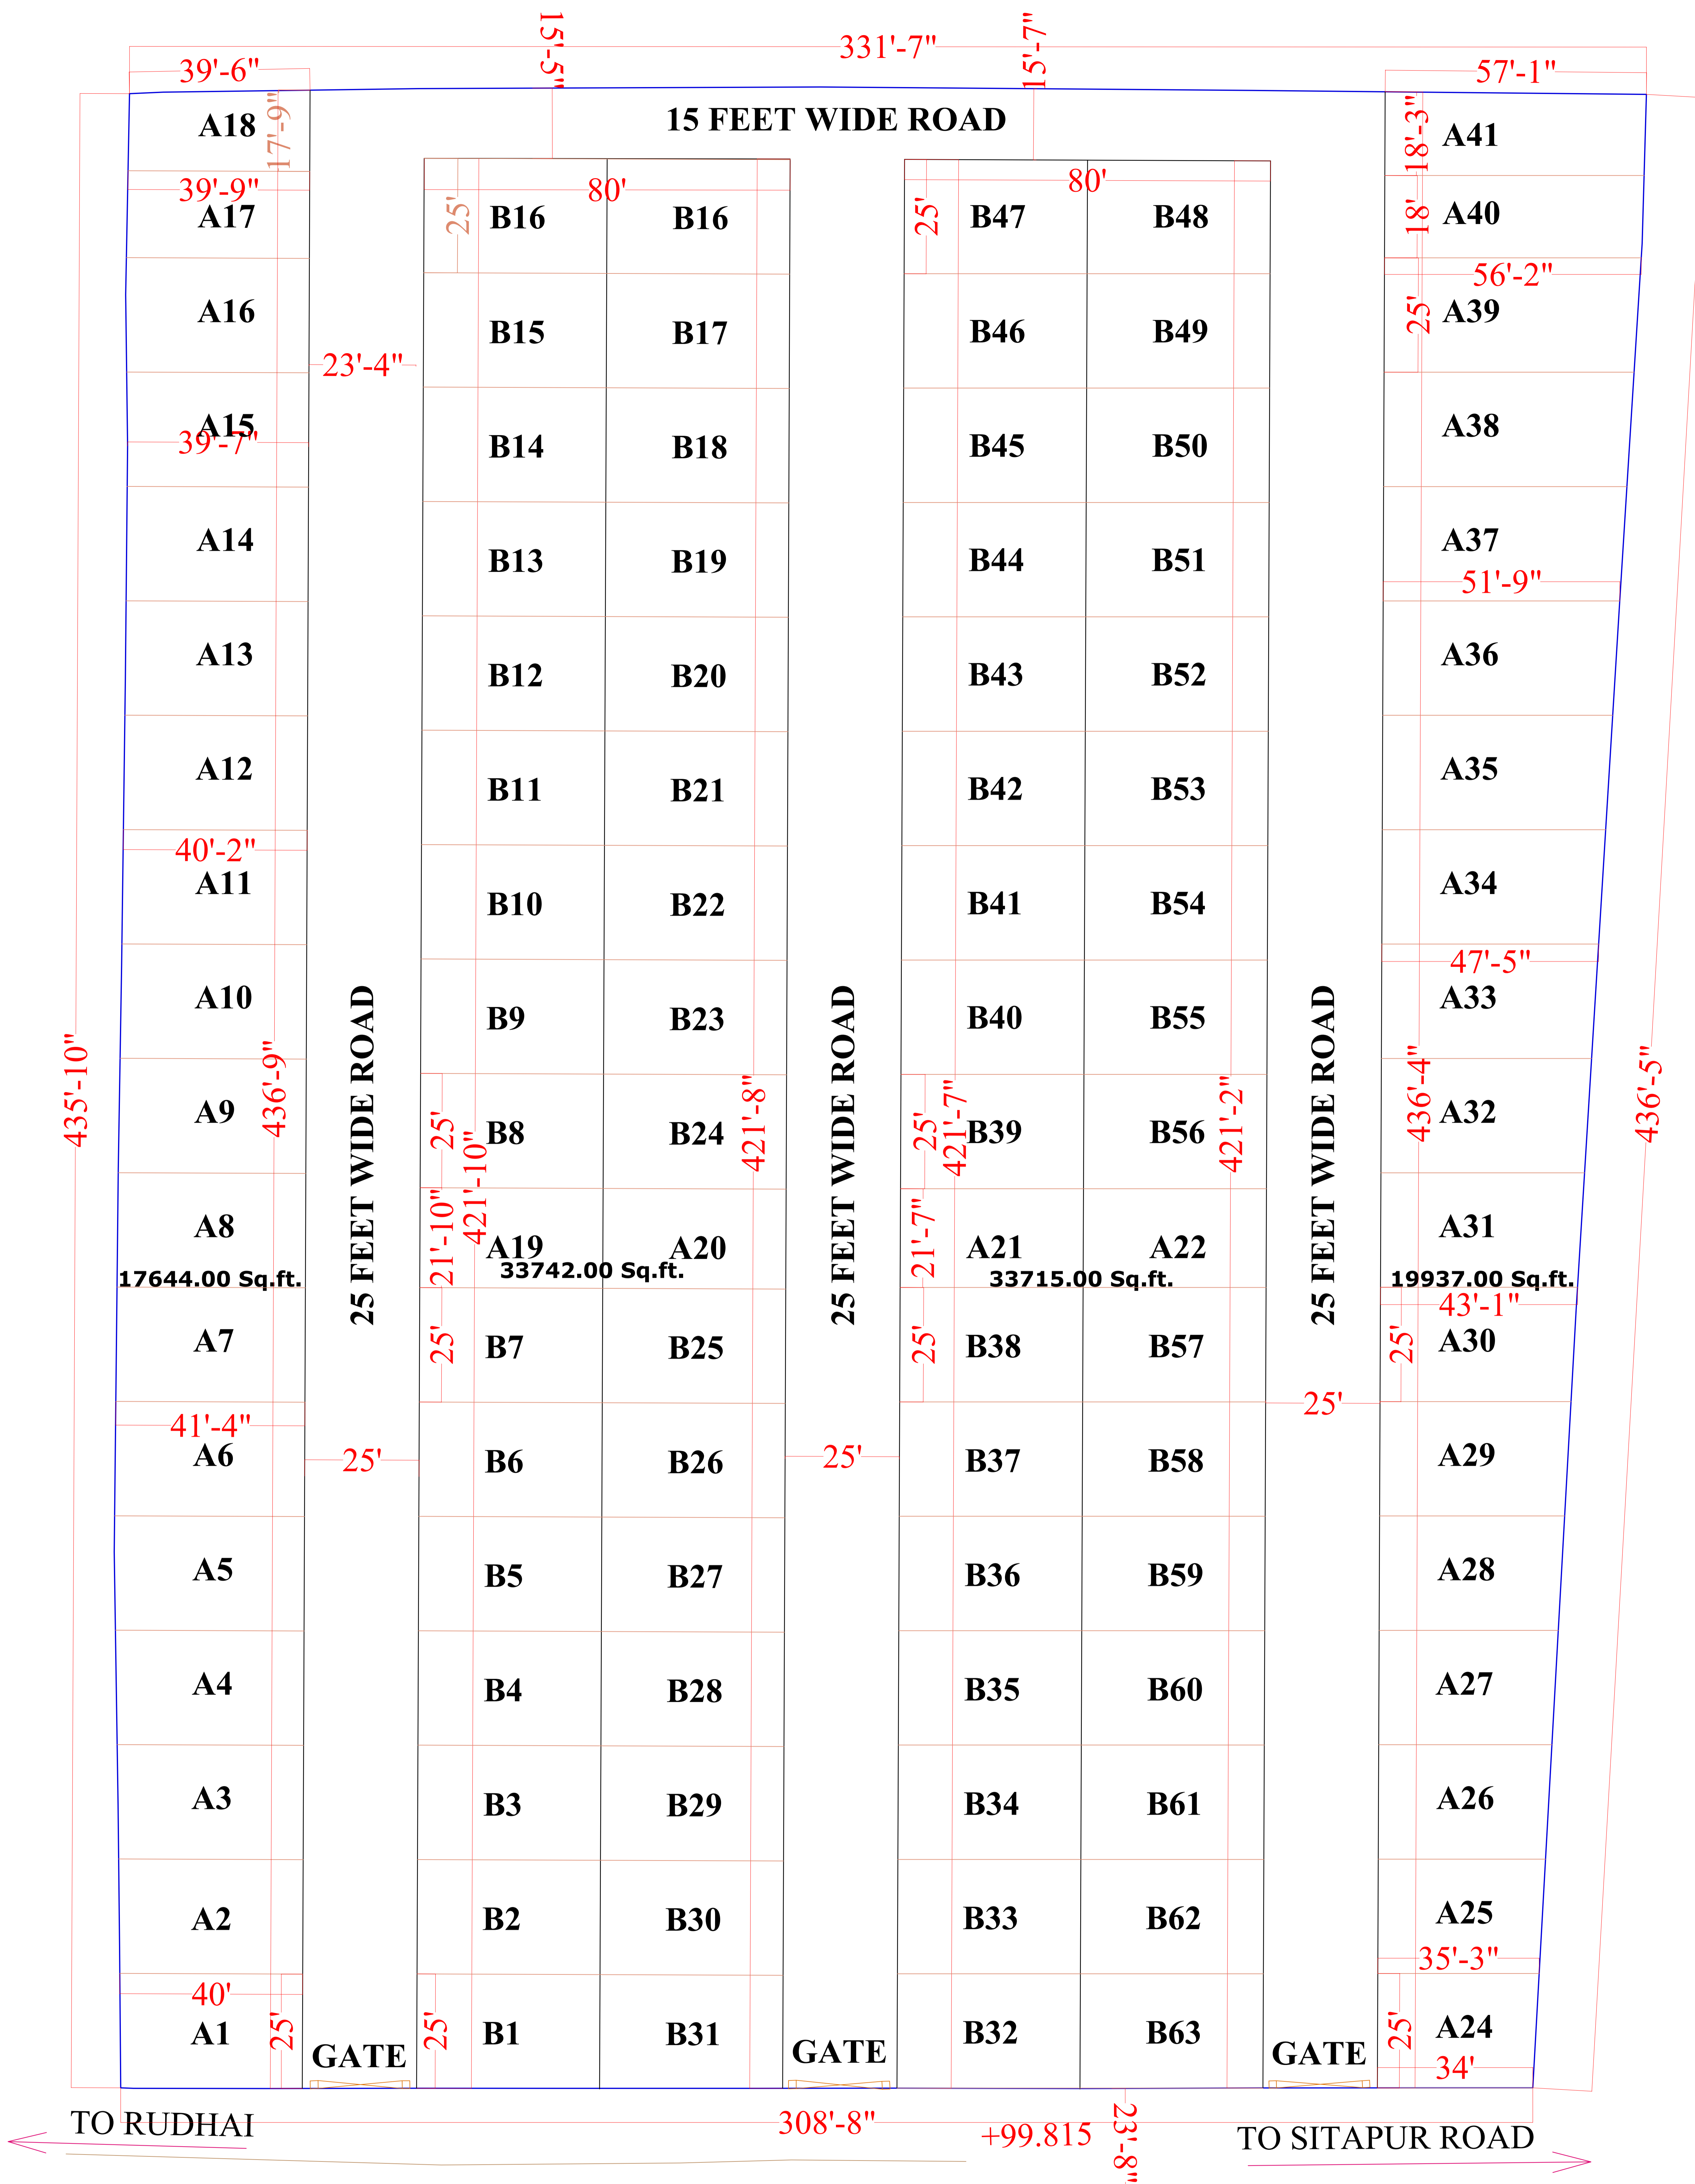 15'-5"
331'-7"
15'-7"
39'-6"
57'-1"
15 FEET WIDE ROAD
A18
17'-9"
18'-3"
A41
39'-9"
80'
80'
A17
25'
B16
B16
25'
B47
B48
18'
A40
56'-2"
A16
B15
B17
B46
B49
25'
A39
23'-4"
A15
39'-7"
B14
B18
B45
B50
A38
A14
B13
B19
B44
B51
A37
51'-9"
A13
B12
B20
B43
B52
A36
A12
B11
B21
B42
B53
A35
40'-2"
A11
B10
B22
B41
B54
A34
47'-5"
A10
B9
B23
B40
B55
A33
25 FEET WIDE ROAD
25 FEET WIDE ROAD
25 FEET WIDE ROAD
435'-10"
A9
436'-9"
25'
B8
B24
421'-8"
25'
421'-7"
B39
B56
421'-2"
436'-4"
A32
436'-5"
A8
21'-10"
421'-10"
A19
A20
21'-7"
A21
A22
A31
17644.00 Sq.ft.
33742.00 Sq.ft.
33715.00 Sq.ft.
19937.00 Sq.ft.
43'-1"
A7
25'
B7
B25
25'
B38
B57
25'
A30
25'
41'-4"
A6
25'
B6
B26
25'
B37
B58
A29
A5
B5
B27
B36
B59
A28
A4
B4
B28
B35
B60
A27
A3
B3
B29
B34
B61
A26
A2
B2
B30
B33
B62
A25
35'-3"
40'
A1
25'
25'
B1
B31
B32
B63
25'
A24
GATE
GATE
GATE
34'
TO RUDHAI
308'-8"
+99.815
23'-8"
TO SITAPUR ROAD